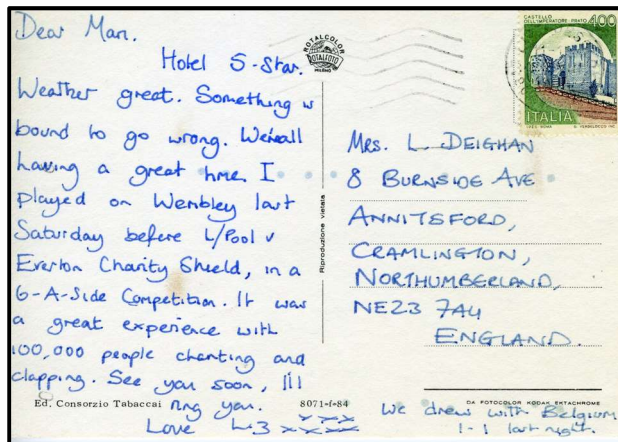 Dear Mam.
Hotel 5-Star.
Weather great. Something is
bound to go wrong. We're all
having a great time. I
played on Wembley last
Saturday before L/Pool v
Everton Charity Shield, in a
6-A-Side Competition. It was
a great experience with
100,000 people chanting and
clapping. See you soon, I'll
ring you.
Love
We drew with Belgium
1-1 last night.
Ed. Consorzio Tabaccai 8071-f-84
ROTALCOLOR
ROTALFOTO
MILANO
Riproduzione vietata
CASTELLO
DELL'IMPERATORE · PRATO 400
ITALIA
MRS. L. DEIGHAN
8 BURNSIDE AVE
ANNITSFORD,
CRAMLINGTON,
NORTHUMBERLAND,
NE23 7AU
ENGLAND.
DA FOTOCOLOR KODAK EKTACHROME